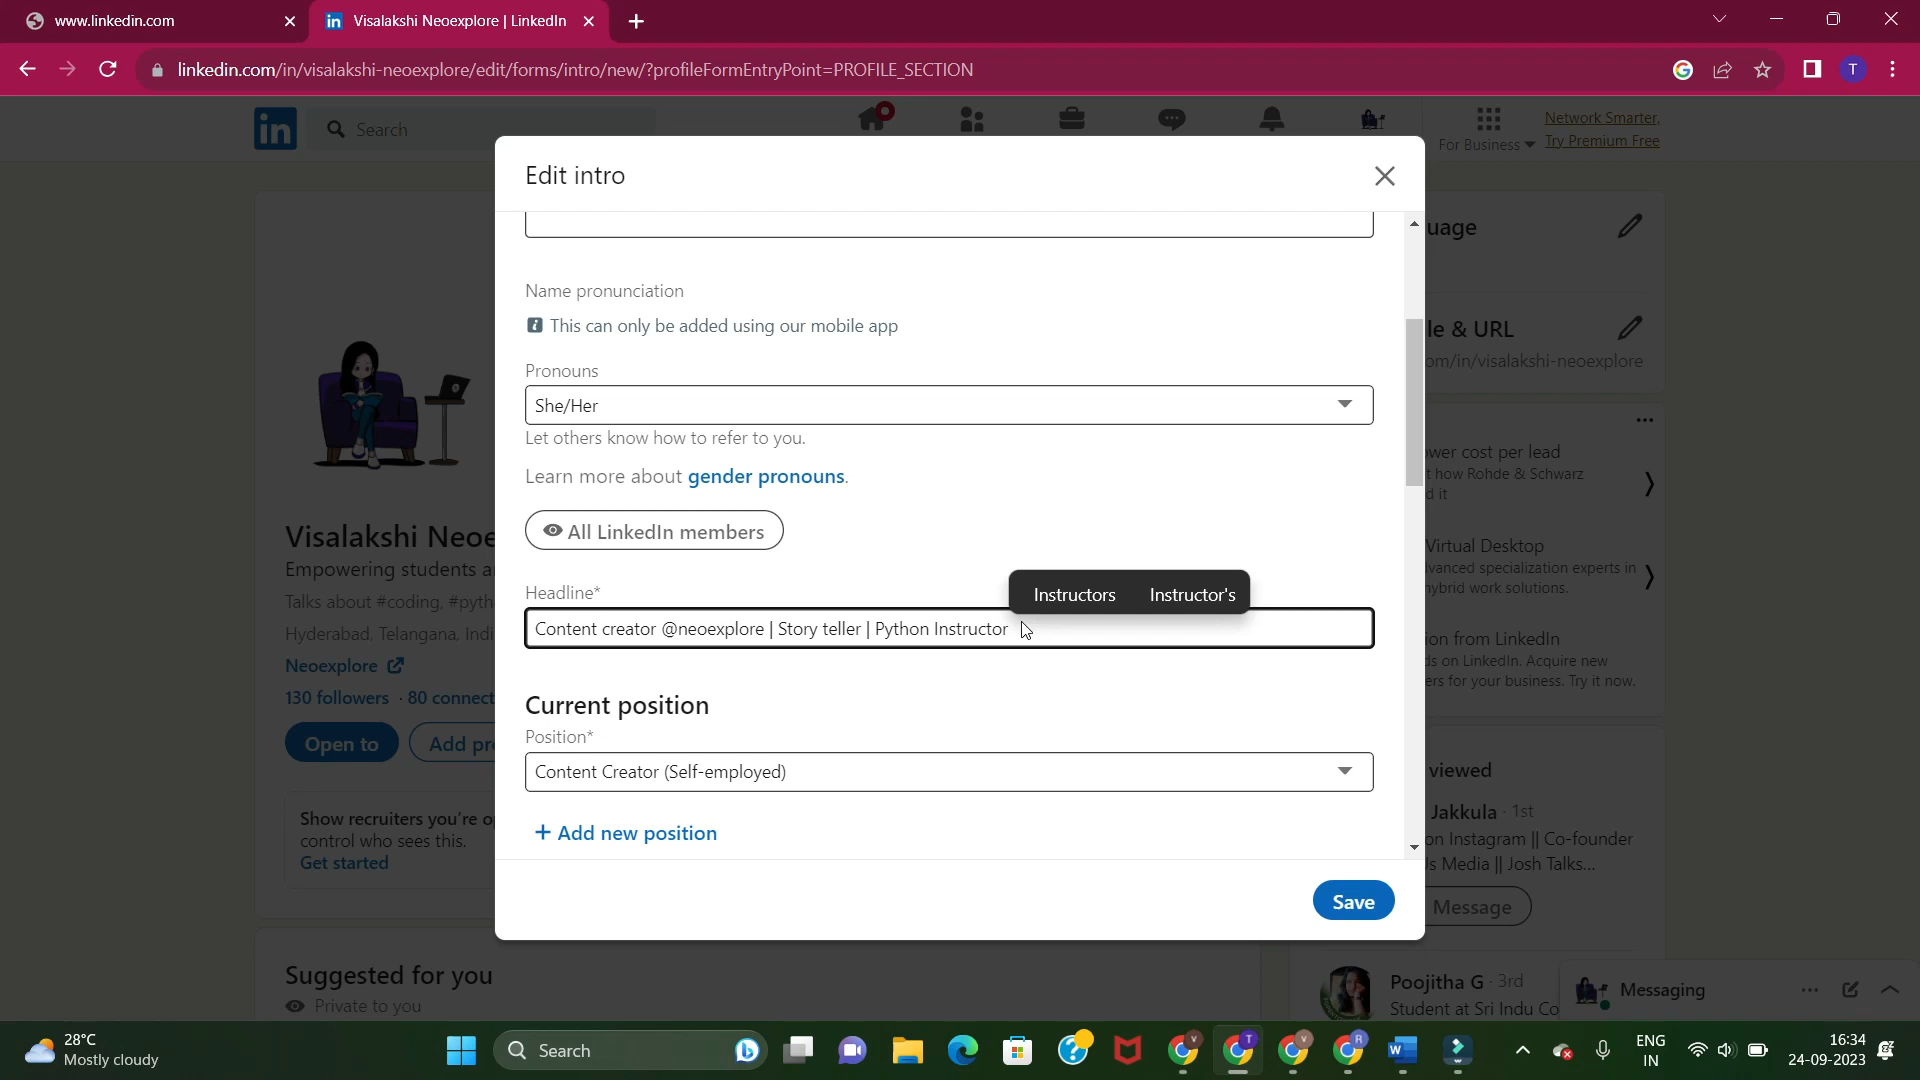 www.linkedin.com
Visalakshi Neoexplore | LinkedIn
linkedin.com/in/visalakshi-neoexplore/edit/forms/intro/new/?profileFormEntryPoint=PROFILE_SECTION
T
in
Search
For Business
Network Smarter,
Try Premium Free
Edit intro
Name pronunciation
This can only be added using our mobile app
Pronouns
She/Her
Let others know how to refer to you.
Learn more about gender pronouns.
All LinkedIn members
Headline*
Instructors Instructor's
Content creator @neoexplore | Story teller | Python Instructor
Current position
Position*
Content Creator (Self-employed)
+ Add new position
Save
Visalakshi Neoe
Empowering students a
Talks about #coding, #pyth
Hyderabad, Telangana, Indi
Neoexplore
130 followers · 80 connect
Open to
Add pr
Show recruiters you're o
control who sees this.
Get started
Suggested for you
Private to you
uage
le & URL
om/in/visalakshi-neoexplore
wer cost per lead
t how Rohde & Schwarz
d it
Virtual Desktop
vanced specialization experts in
hybrid work solutions.
ion from LinkedIn
ds on LinkedIn. Acquire new
ers for your business. Try it now.
viewed
Jakkula · 1st
on Instagram || Co-founder
Us Media || Josh Talks...
Message
Poojitha G · 3rd
Student at Sri Indu Co
Messaging
28°C
Mostly cloudy
Search
ENG
IN
16:34
24-09-2023